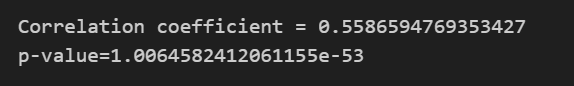 Correlation coefficient = 0.5586594769353427
p-value=1.0064582412061155e-53